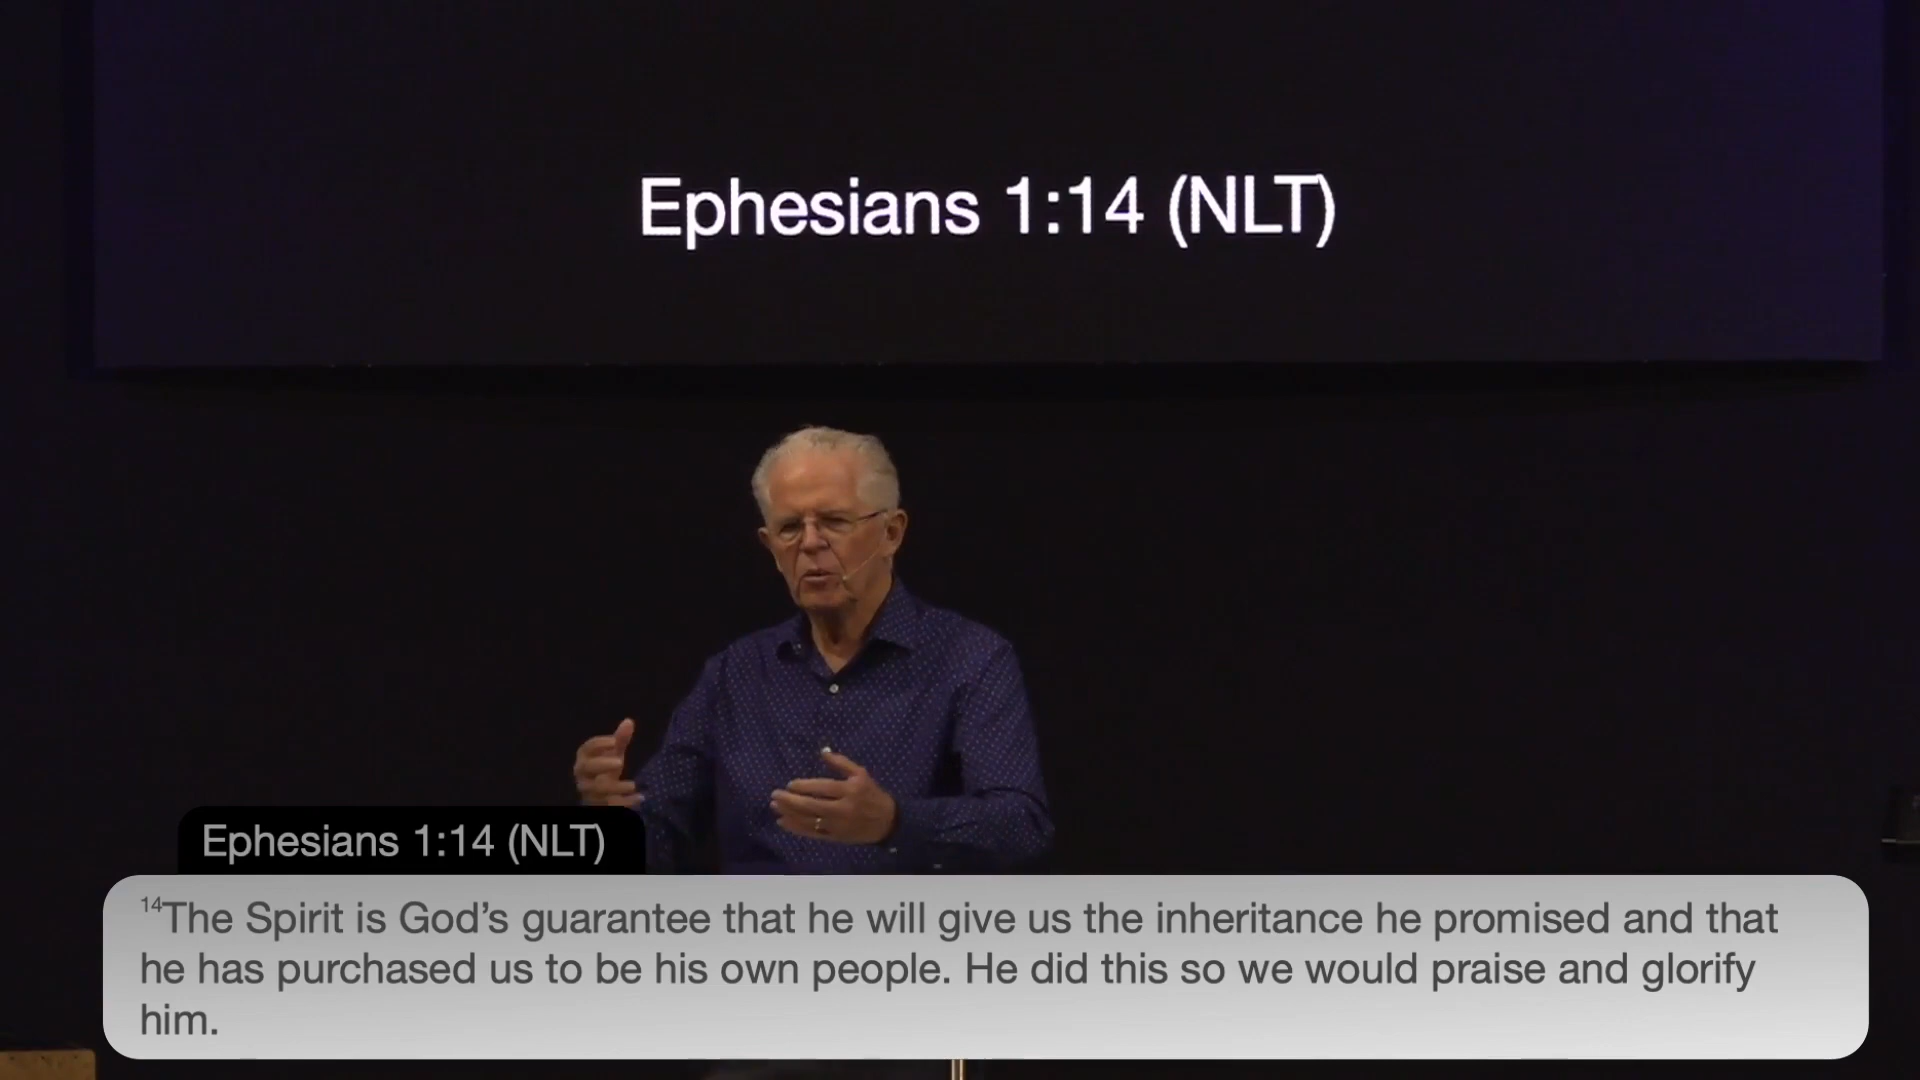 Ephesians 1:14 (NLT)
Ephesians 1:14 (NLT)
14The Spirit is God’s guarantee that he will give us the inheritance he promised and that
he has purchased us to be his own people. He did this so we would praise and glorify
him.